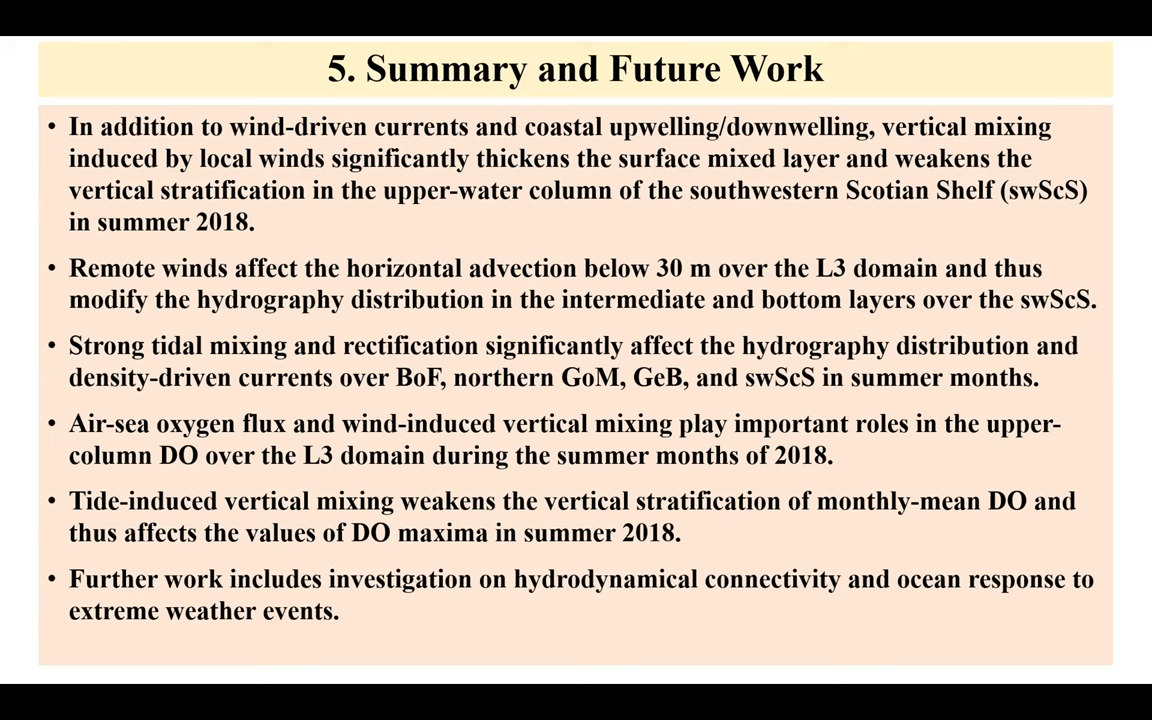 5. Summary and Future Work
• In addition to wind-driven currents and coastal upwelling/downwelling, vertical mixing
induced by local winds significantly thickens the surface mixed layer and weakens the
vertical stratification in the upper-water column of the southwestern Scotian Shelf (swScS)
in summer 2018.
• Remote winds affect the horizontal advection below 30 m over the L3 domain and thus
modify the hydrography distribution in the intermediate and bottom layers over the swScS.
• Strong tidal mixing and rectification significantly affect the hydrography distribution and
density-driven currents over BoF, northern GoM, GeB, and swScS in summer months.
• Air-sea oxygen flux and wind-induced vertical mixing play important roles in the upper-
column DO over the L3 domain during the summer months of 2018.
• Tide-induced vertical mixing weakens the vertical stratification of monthly-mean DO and
thus affects the values of DO maxima in summer 2018.
• Further work includes investigation on hydrodynamical connectivity and ocean response to
extreme weather events.